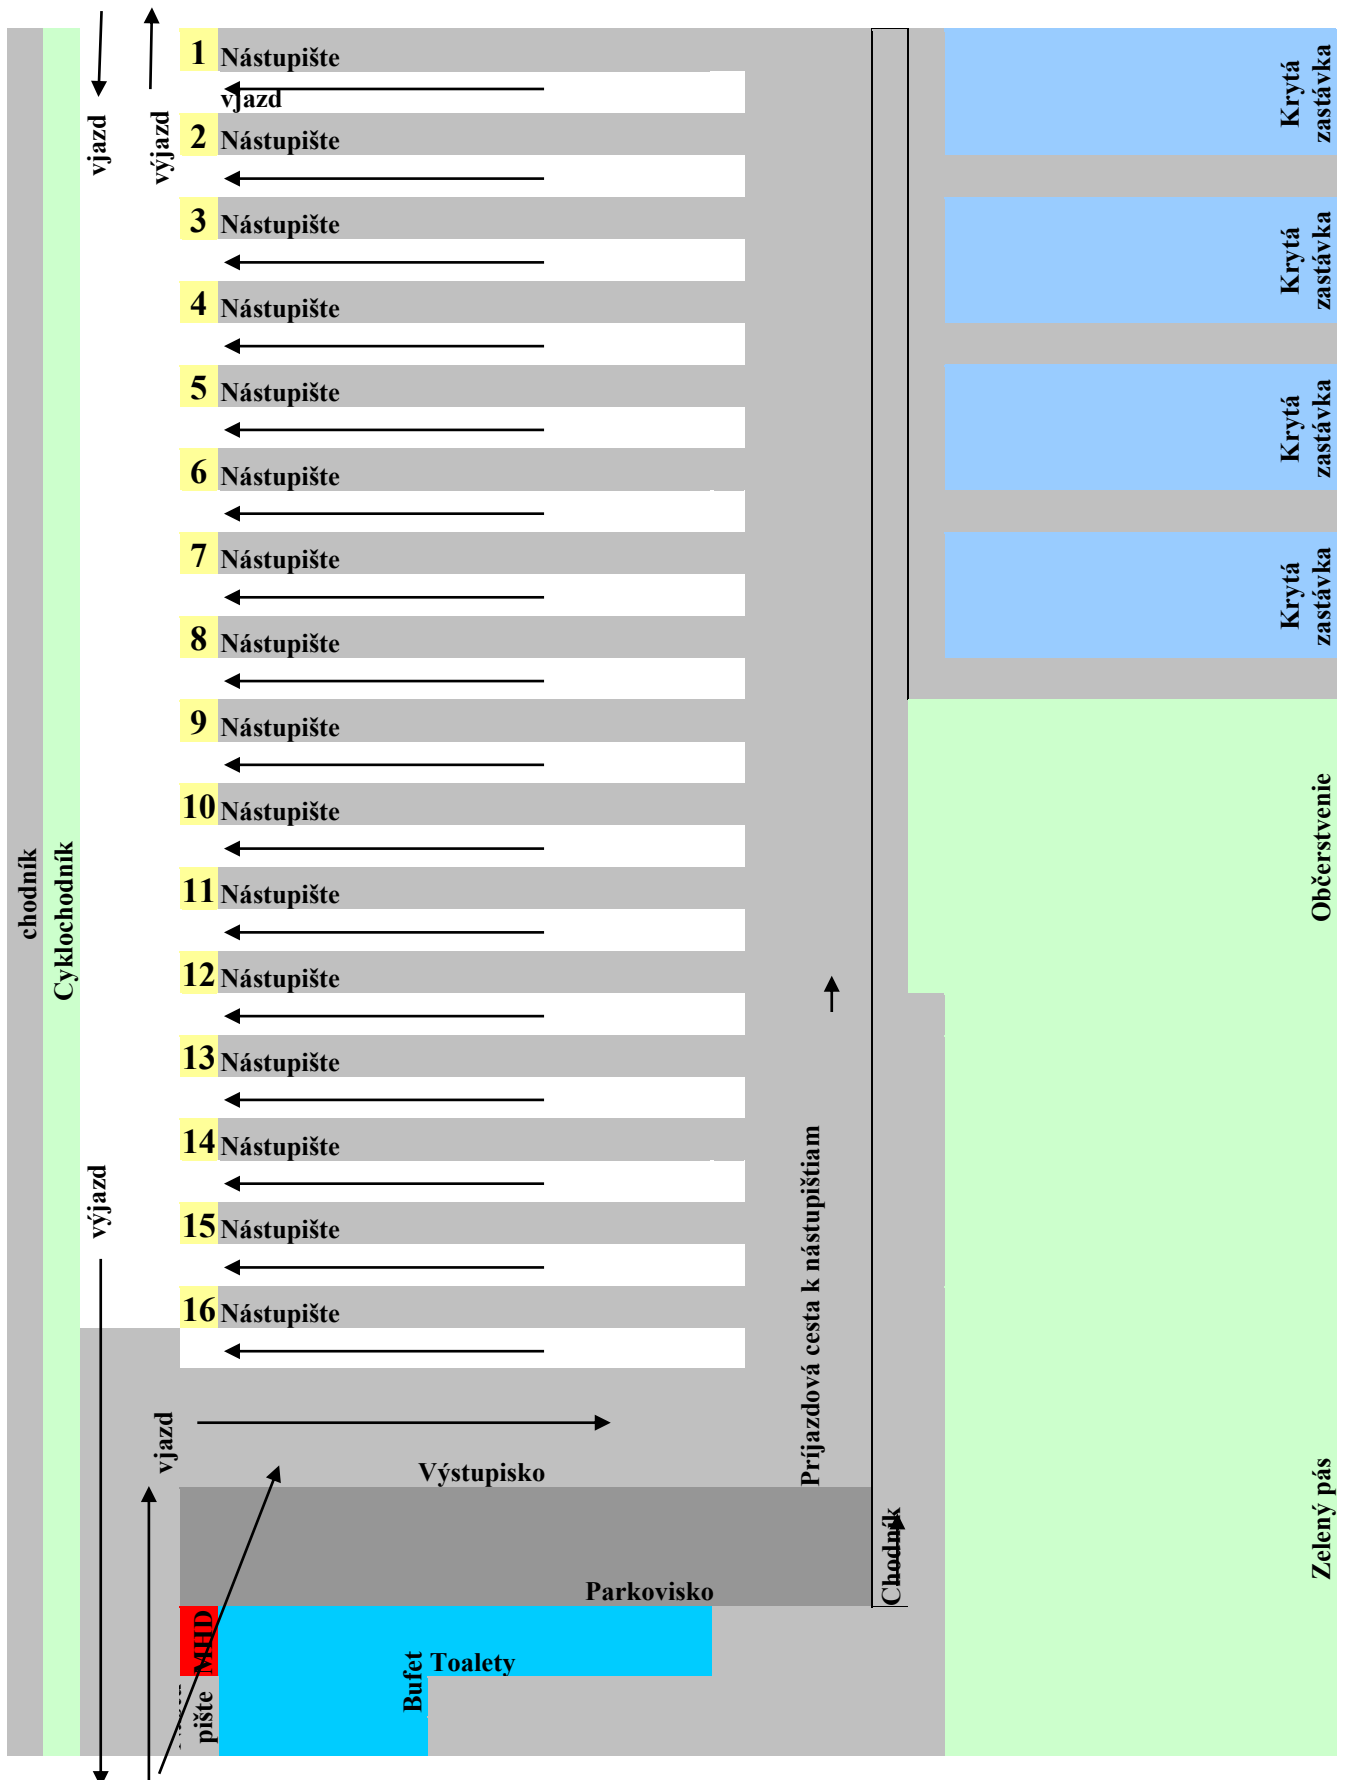 1 Nástupište
vjazd
vjazd
výjazd
2 Nástupište
3 Nástupište
4 Nástupište
5 Nástupište
6 Nástupište
7 Nástupište
8 Nástupište
9 Nástupište
10 Nástupište
11 Nástupište
12 Nástupište
13 Nástupište
14 Nástupište
15 Nástupište
16 Nástupište
Krytá
zastávka
Krytá
zastávka
Krytá
zastávka
Krytá
zastávka
Občerstvenie
chodník
Cyklochodník
výjazd
Príjazdová cesta k nástupištiam
vjazd
Výstupisko
Zelený pás
Chodník
Parkovisko
MHD
Toalety
Bufet
pište